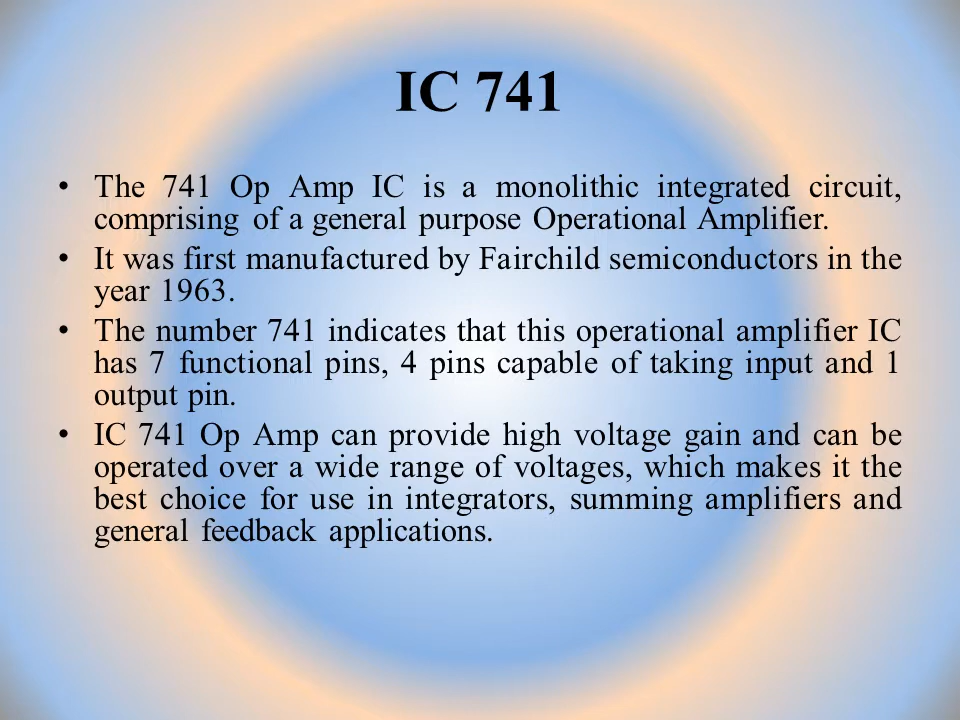 IC 741
• The 741 Op Amp IC is a monolithic integrated circuit,
comprising of a general purpose Operational Amplifier.
• It was first manufactured by Fairchild semiconductors in the
year 1963.
• The number 741 indicates that this operational amplifier IC
has 7 functional pins, 4 pins capable of taking input and 1
output pin.
• IC 741 Op Amp can provide high voltage gain and can be
operated over a wide range of voltages, which makes it the
best choice for use in integrators, summing amplifiers and
general feedback applications.